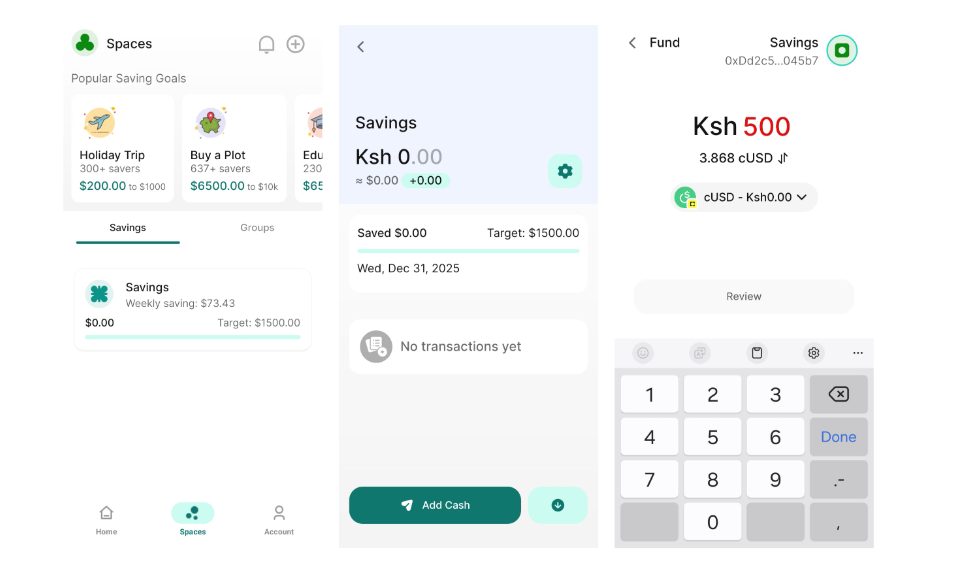 Spaces
Popular Saving Goals
Holiday Trip
300+ savers
$200.00 to $1000
Buy a Plot
637+ savers
$6500.00 to $10k
Edu
230
$65
Savings
Groups
Savings
Weekly saving: $73.43
$0.00
Target: $1500.00
Home
Spaces
Account
Savings
Ksh 0.00
≈ $0.00 +0.00
Saved $0.00
Target: $1500.00
Wed, Dec 31, 2025
No transactions yet
Add Cash
Fund
Savings
0xDd2c5...045b7
Ksh 500
3.868 cUSD
cUSD - Ksh0.00
Review
1 2 3
4 5 6 Done
7 8 9 .-
0 ,